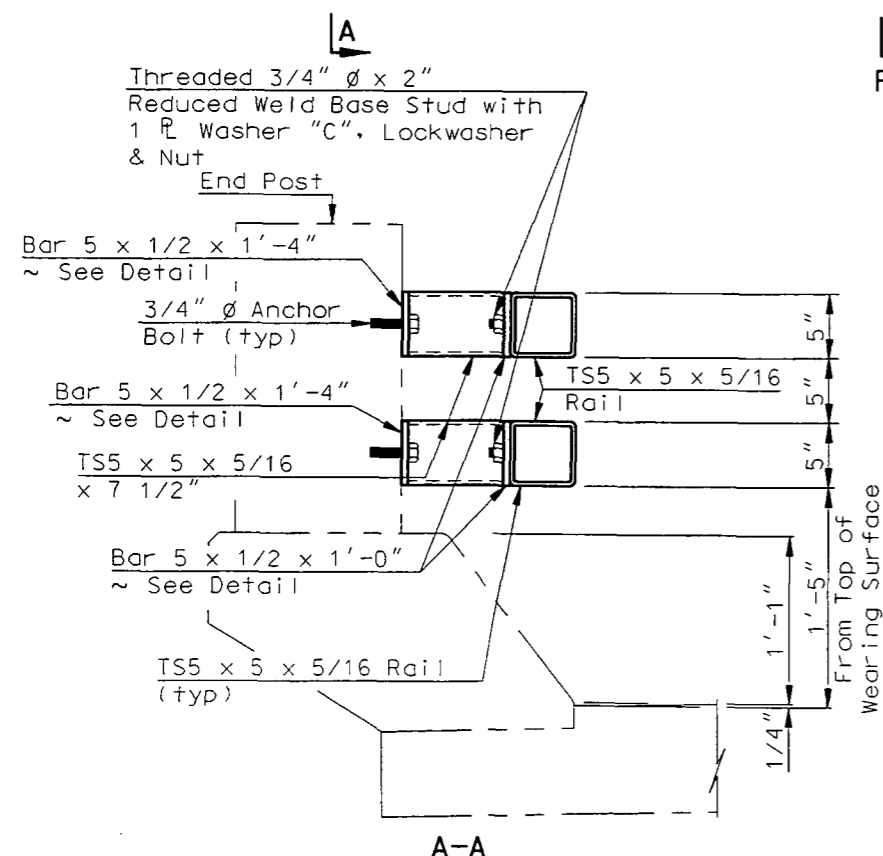 A
Threaded 3/4" ø x 2"
Reduced Weld Base Stud with
1 ⅊ Washer "C", Lockwasher
& Nut
End Post
Bar 5 x 1/2 x 1'-4"
~ See Detail
3/4" ø Anchor
Bolt (typ)
Bar 5 x 1/2 x 1'-4"
~ See Detail
TS5 x 5 x 5/16
x 7 1/2"
Bar 5 x 1/2 x 1'-0"
~ See Detail
TS5 x 5 x 5/16 Rail
(typ)
TS5 x 5 x 5/16
Rail
5"
5"
5"
1'-1"
1'-5"
From Top of
Wearing Surface
1/4"
A-A